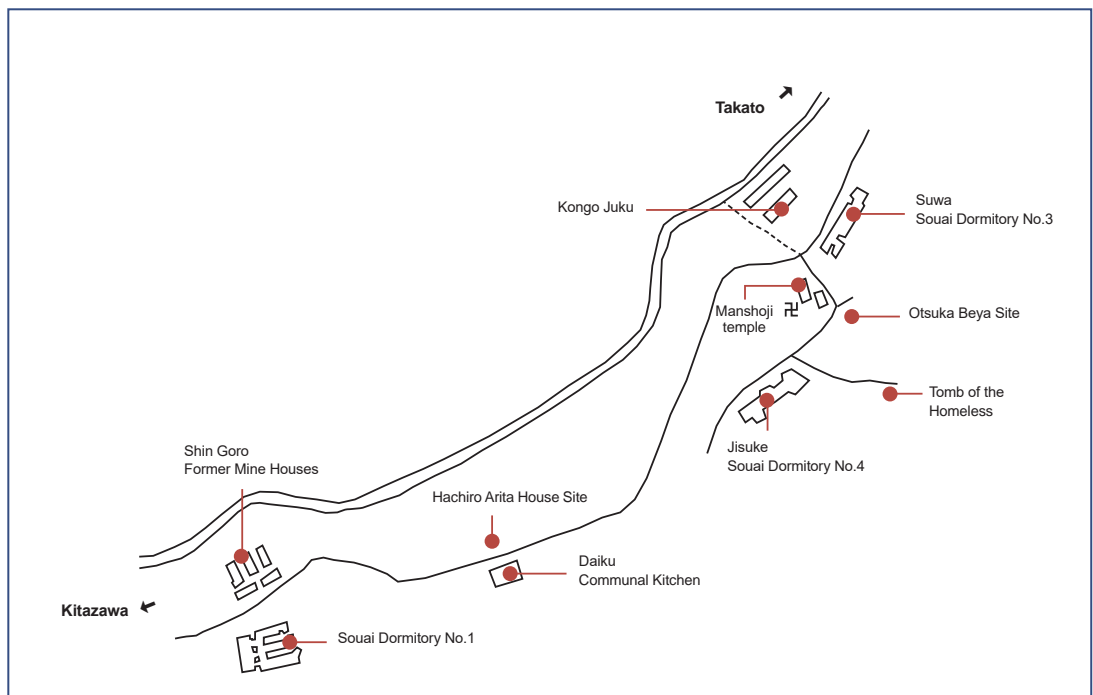 Takato
Kongo Juku
Suwa
Souai Dormitory No.3
Manshoji
temple
卍
Otsuka Beya Site
Tomb of the
Homeless
Jisuke
Souai Dormitory No.4
Shin Goro
Former Mine Houses
Hachiro Arita House Site
Daiku
Communal Kitchen
Kitazawa
Souai Dormitory No.1